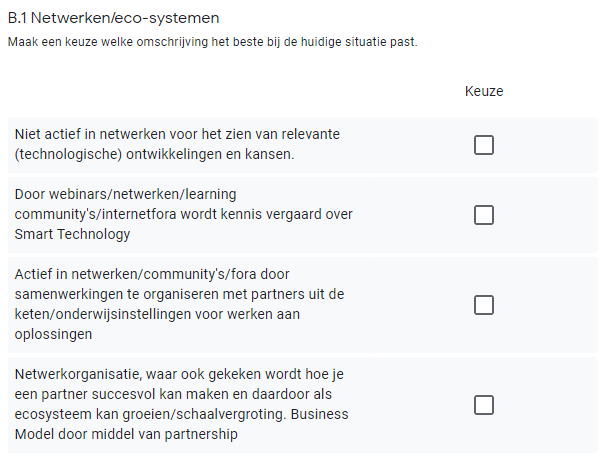 B.1 Netwerken/eco-systemen
Maak een keuze welke omschrijving het beste bij de huidige situatie past.
Keuze
Niet actief in netwerken voor het zien van relevante
(technologische) ontwikkelingen en kansen.
Door webinars/netwerken/learning
community's/internetfora wordt kennis vergaard over
Smart Technology
Actief in netwerken/community's/fora door
samenwerkingen te organiseren met partners uit de
keten/onderwijsinstellingen voor werken aan
oplossingen
Netwerkorganisatie, waar ook gekeken wordt hoe je
een partner succesvol kan maken en daardoor als
ecosysteem kan groeien/schaalvergroting. Business
Model door middel van partnership